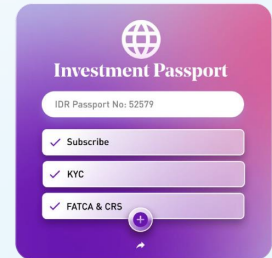 Investment Passport
IDR Passport No: 52579
Subscribe
KYC
FATCA & CRS